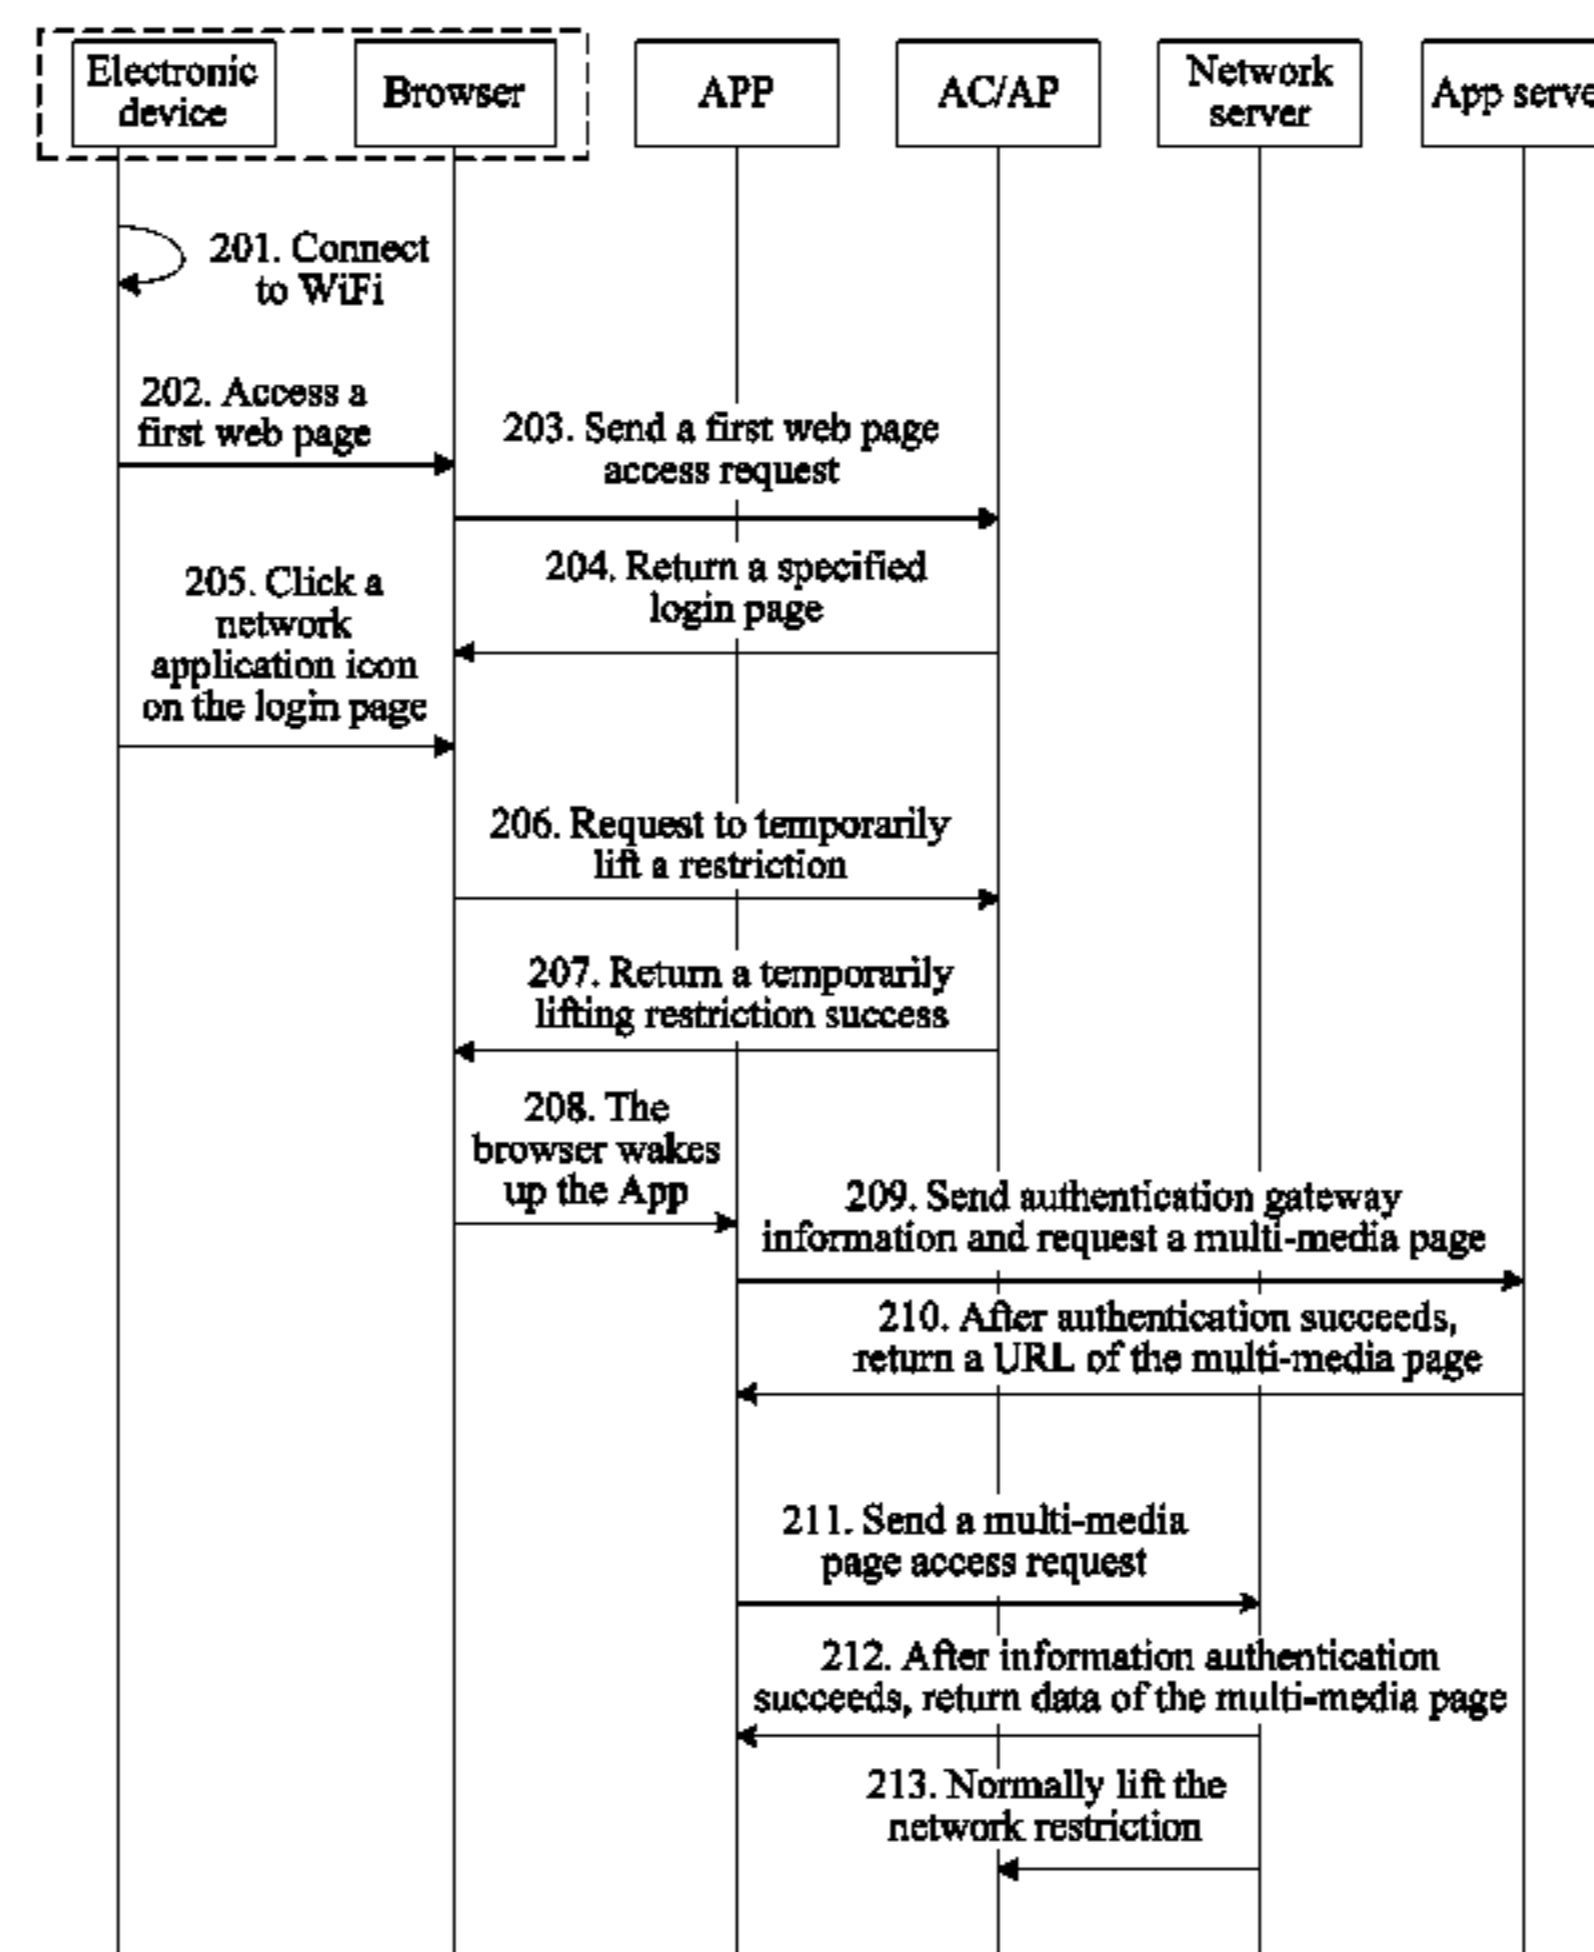 Electronic
device
Browser
APP
AC/AP
Network
server
App serve
201. Connect
to WiFi
202. Access a
first web page
203. Send a first web page
access request
204. Return a specified
login page
205. Click a
network
application icon
on the login page
206. Request to temporarily
lift a restriction
207. Return a temporarily
lifting restriction success
208. The
browser wakes
up the App
209. Send authentication gateway
information and request a multi-media page
210. After authentication succeeds,
return a URL of the multi-media page
211. Send a multi-media
page access request
212. After information authentication
succeeds, return data of the multi-media page
213. Normally lift the
network restriction